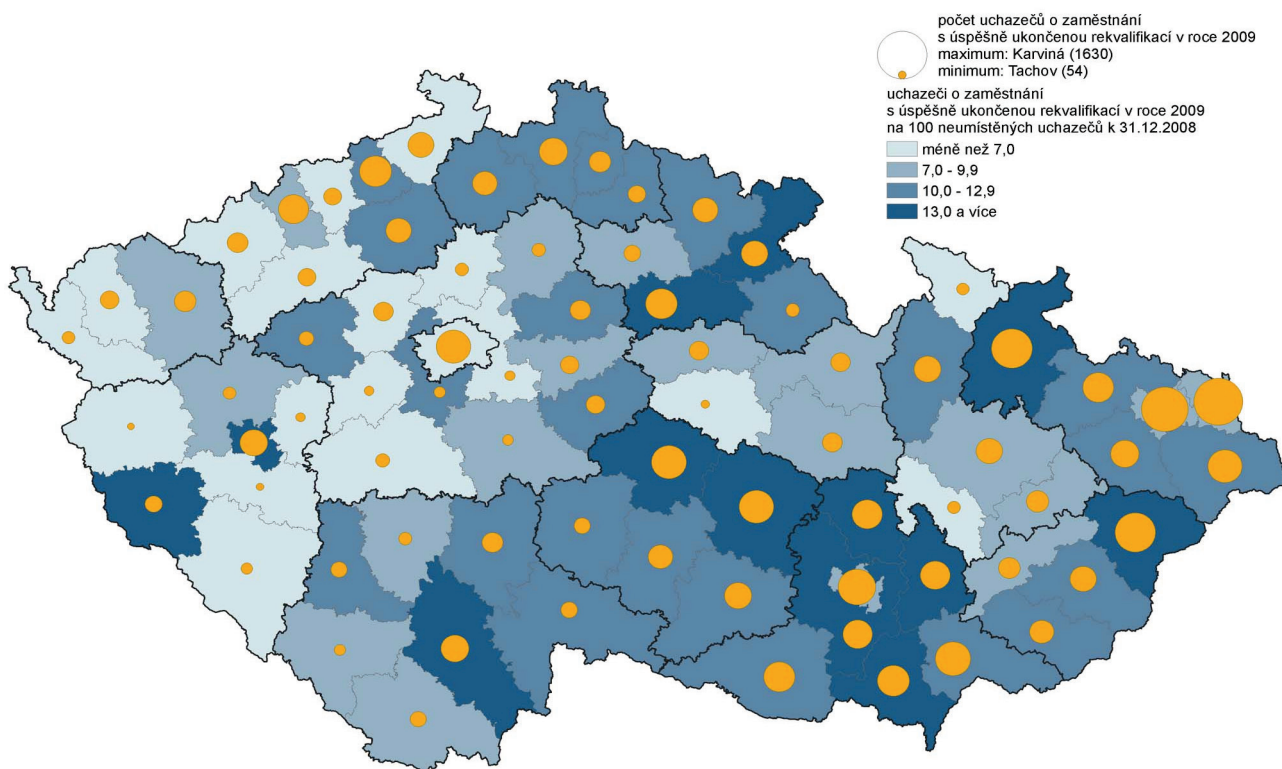 počet uchazečů o zaměstnání
s úspěšně ukončenou rekvalifikací v roce 2009
maximum: Karviná (1630)
minimum: Tachov (54)
uchazeči o zaměstnání
s úspěšně ukončenou rekvalifikací v roce 2009
na 100 neumístěných uchazečů k 31.12.2008
méně než 7,0
7,0 - 9,9
10,0 - 12,9
13,0 a více